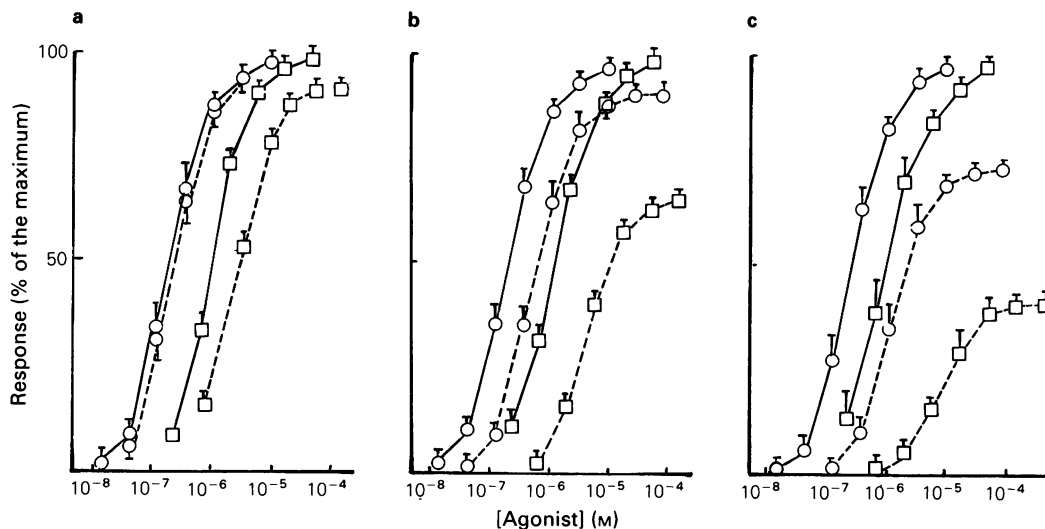 a
b
c
100
50
Response (% of the maximum)
10⁻⁸ 10⁻⁷ 10⁻⁶ 10⁻⁵ 10⁻⁴
10⁻⁸ 10⁻⁷ 10⁻⁶ 10⁻⁵ 10⁻⁴
10⁻⁸ 10⁻⁷ 10⁻⁶ 10⁻⁵ 10⁻⁴
[Agonist] (M)